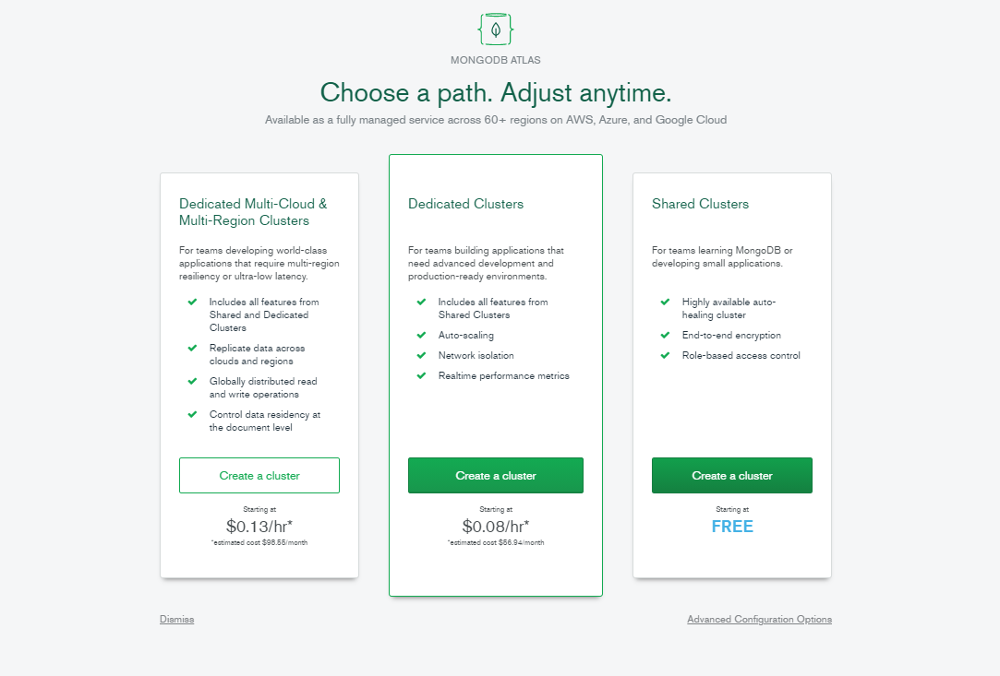 MONGODB ATLAS
Choose a path. Adjust anytime.
Available as a fully managed service across 60+ regions on AWS, Azure, and Google Cloud
Dedicated Multi-Cloud &
Multi-Region Clusters
For teams developing world-class
applications that require multi-region
resiliency or ultra-low latency.
Includes all features from
Shared and Dedicated
Clusters
Replicate data across
clouds and regions
Globally distributed read
and write operations
Control data residency at
the document level
Create a cluster
Starting at
$0.13/hr*
*estimated cost $98.55/month
Dedicated Clusters
For teams building applications that
need advanced development and
production-ready environments.
Includes all features from
Shared Clusters
Auto-scaling
Network isolation
Realtime performance metrics
Create a cluster
Starting at
$0.08/hr*
*estimated cost $56.94/month
Shared Clusters
For teams learning MongoDB or
developing small applications.
Highly available auto-
healing cluster
End-to-end encryption
Role-based access control
Create a cluster
Starting at
FREE
Dismiss
Advanced Configuration Options